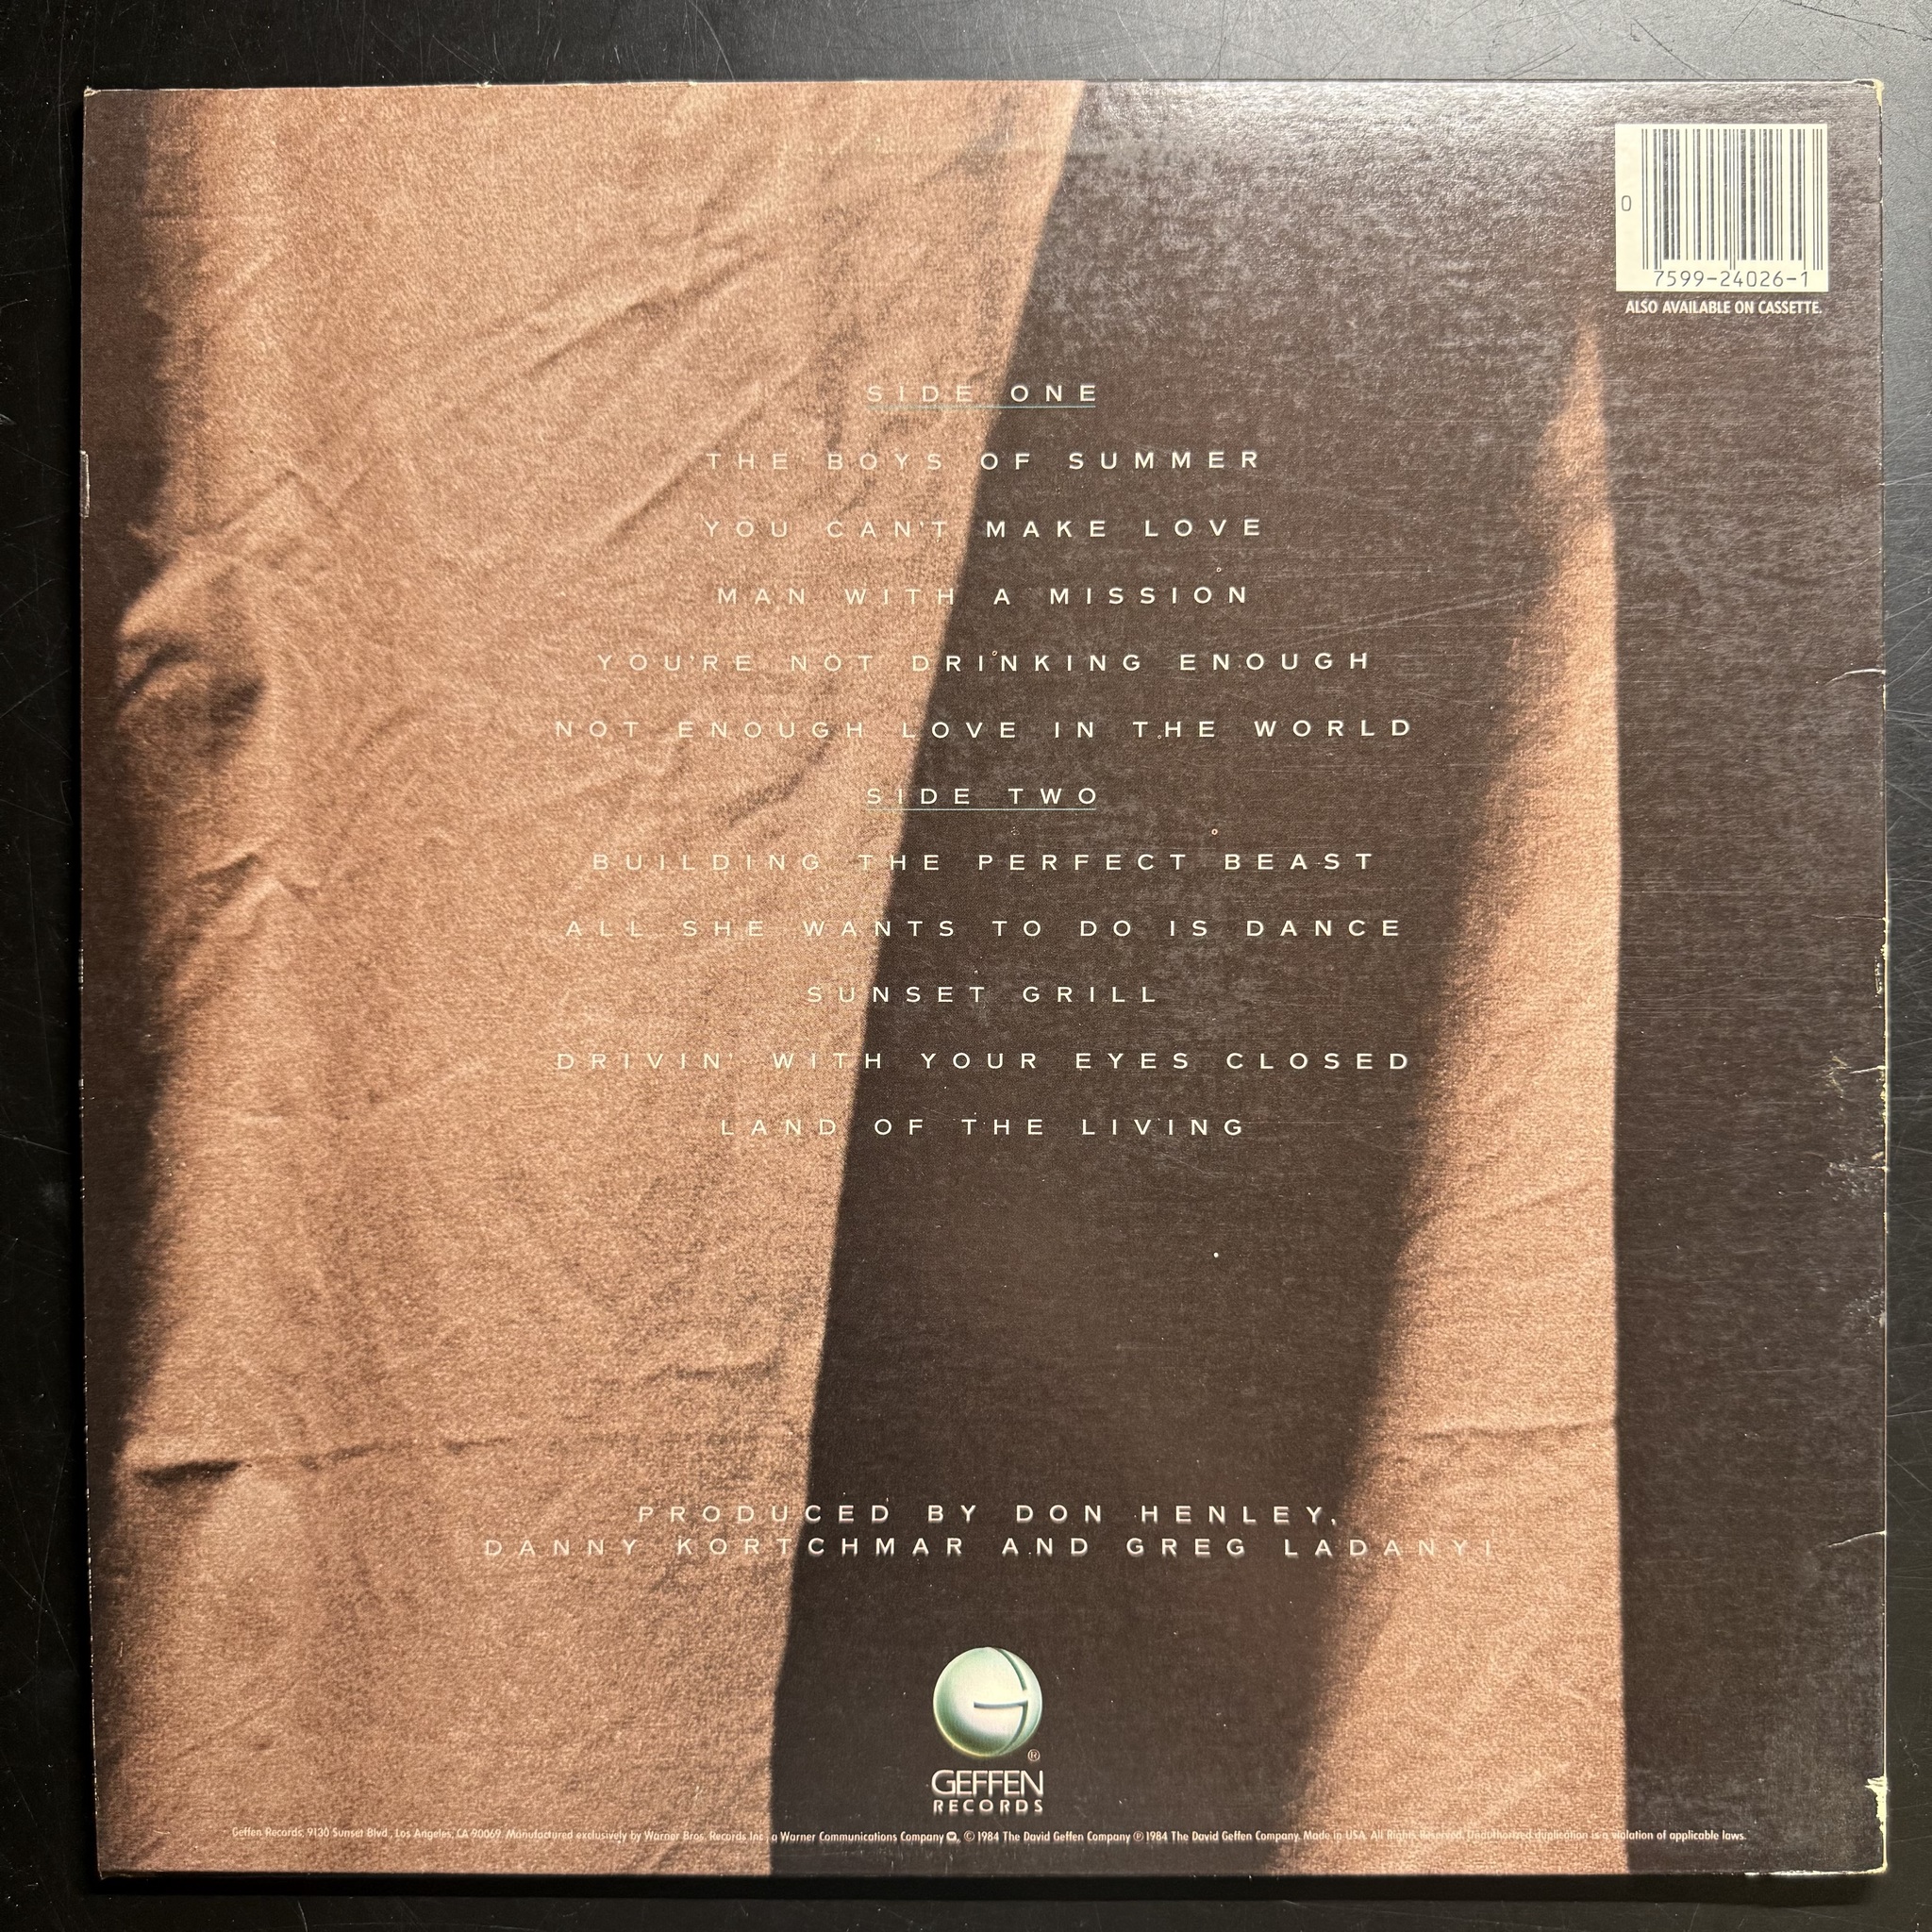 0
7599-24026-1
ALSO AVAILABLE ON CASSETTE.
SIDE ONE
THE BOYS OF SUMMER
YOU CAN'T MAKE LOVE
MAN WITH A MISSION
YOU'RE NOT DRINKING ENOUGH
NOT ENOUGH LOVE IN THE WORLD
SIDE TWO
BUILDING THE PERFECT BEAST
ALL SHE WANTS TO DO IS DANCE
SUNSET GRILL
DRIVIN' WITH YOUR EYES CLOSED
LAND OF THE LIVING
PRODUCED BY DON HENLEY,
DANNY KORTCHMAR AND GREG LADANYI
®
GEFFEN
RECORDS
Geffen Records, 9130 Sunset Blvd., Los Angeles, CA 90069. Manufactured exclusively by Warner Bros. Records Inc., a Warner Communications Company. © 1984 The David Geffen Company ℗ 1984 The David Geffen Company. Made in USA. All Rights Reserved. Unauthorized duplication is a violation of applicable laws.